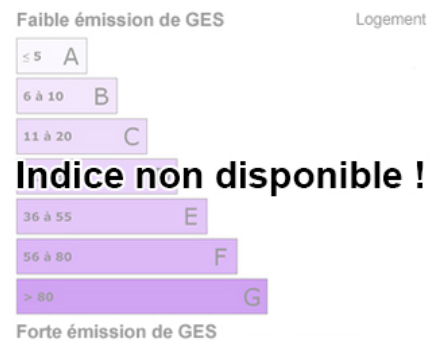 Faible émission de GES
Logement
≤ 5 A
6 à 10 B
11 à 20 C
Indice non disponible !
36 à 55 E
56 à 80 F
> 80 G
Forte émission de GES